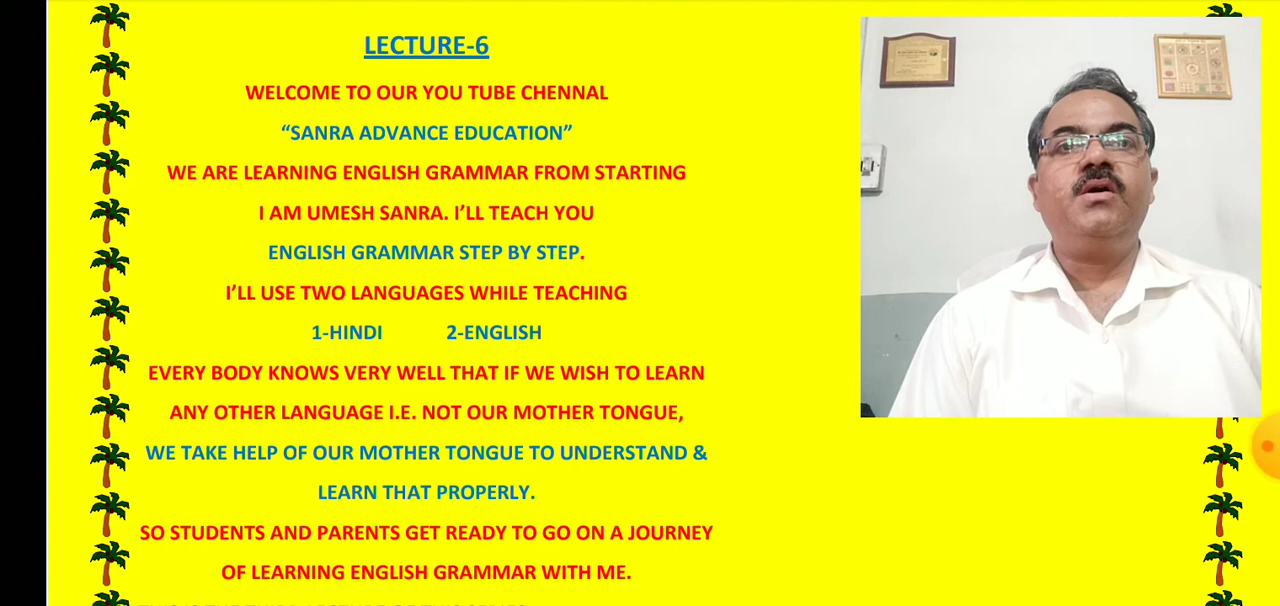 LECTURE-6
WELCOME TO OUR YOU TUBE CHENNAL
“SANRA ADVANCE EDUCATION”
WE ARE LEARNING ENGLISH GRAMMAR FROM STARTING
I AM UMESH SANRA. I’LL TEACH YOU
ENGLISH GRAMMAR STEP BY STEP.
I’LL USE TWO LANGUAGES WHILE TEACHING
1-HINDI 2-ENGLISH
EVERY BODY KNOWS VERY WELL THAT IF WE WISH TO LEARN
ANY OTHER LANGUAGE I.E. NOT OUR MOTHER TONGUE,
WE TAKE HELP OF OUR MOTHER TONGUE TO UNDERSTAND &
LEARN THAT PROPERLY.
SO STUDENTS AND PARENTS GET READY TO GO ON A JOURNEY
OF LEARNING ENGLISH GRAMMAR WITH ME.